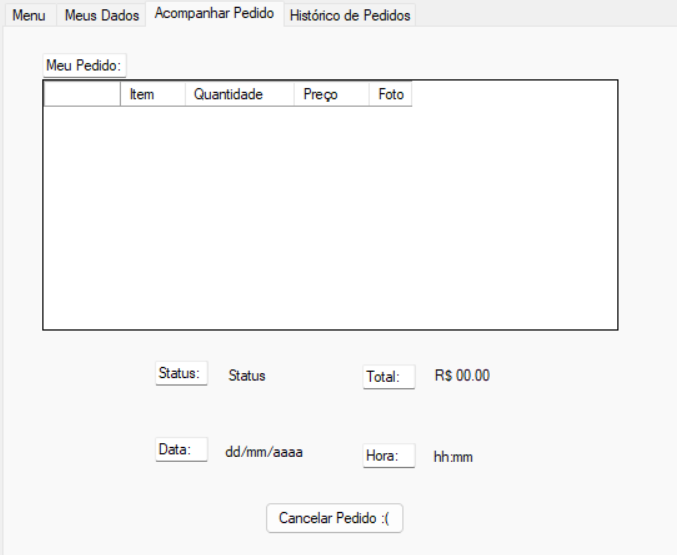 Menu Meus Dados Acompanhar Pedido Histórico de Pedidos
Meu Pedido:
Item Quantidade Preço Foto
Status: Status Total: R$ 00.00
Data: dd/mm/aaaa Hora: hh:mm
Cancelar Pedido :(